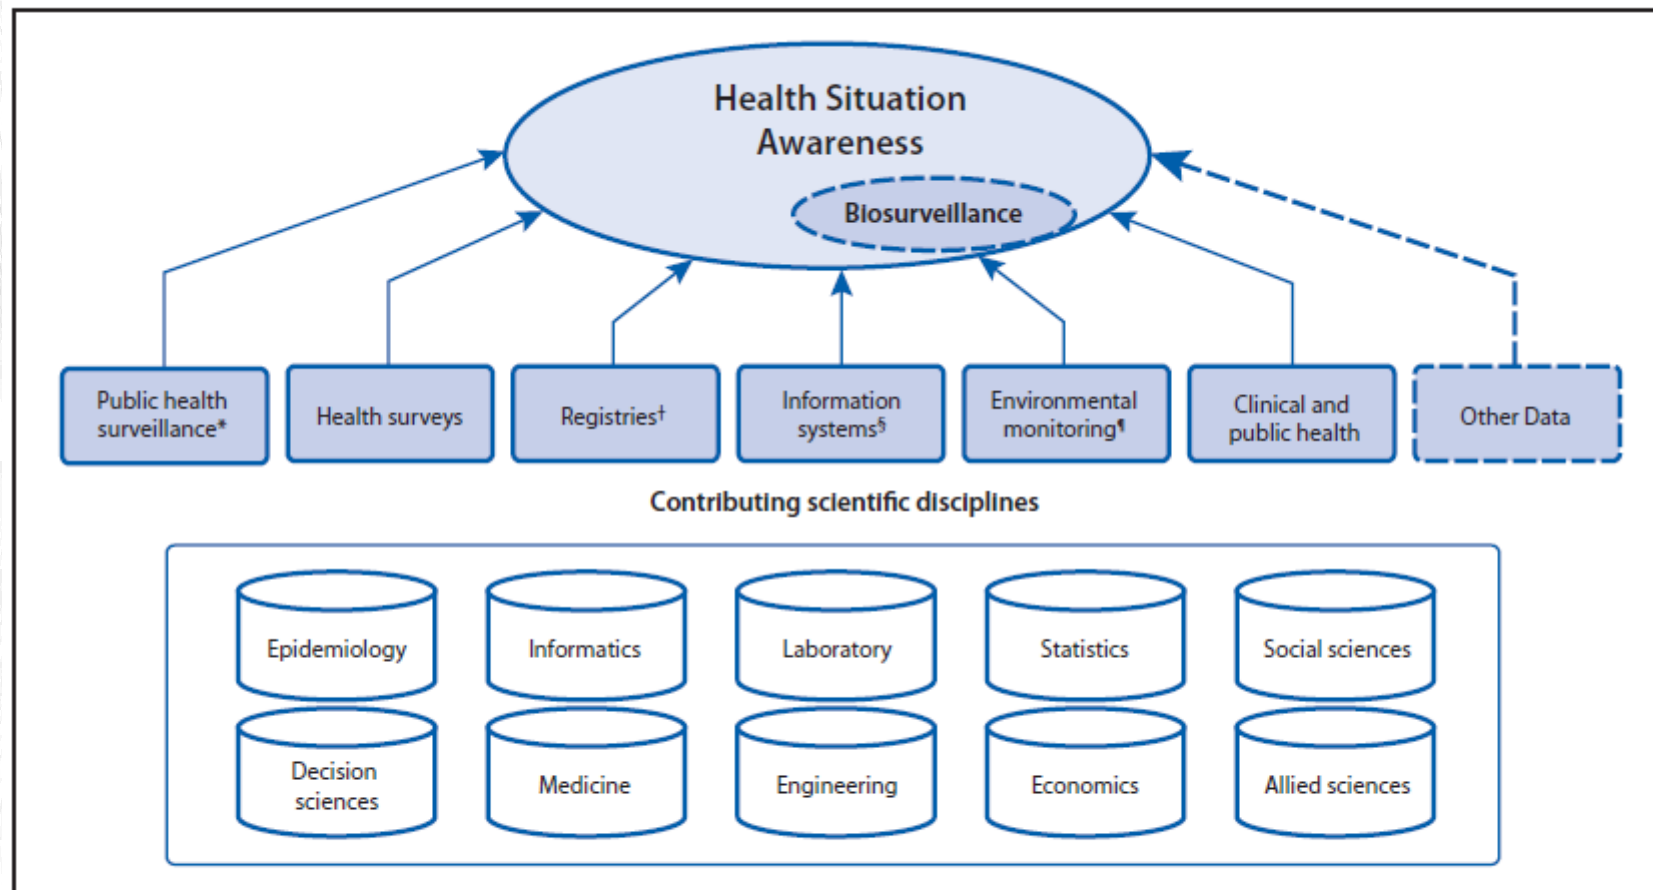 Health Situation
Awareness
Biosurveillance
Public health
surveillance*
Health surveys
Registries†
Information
systems§
Environmental
monitoring¶
Clinical and
public health
Other Data
Contributing scientific disciplines
Epidemiology
Informatics
Laboratory
Statistics
Social sciences
Decision
sciences
Medicine
Engineering
Economics
Allied sciences